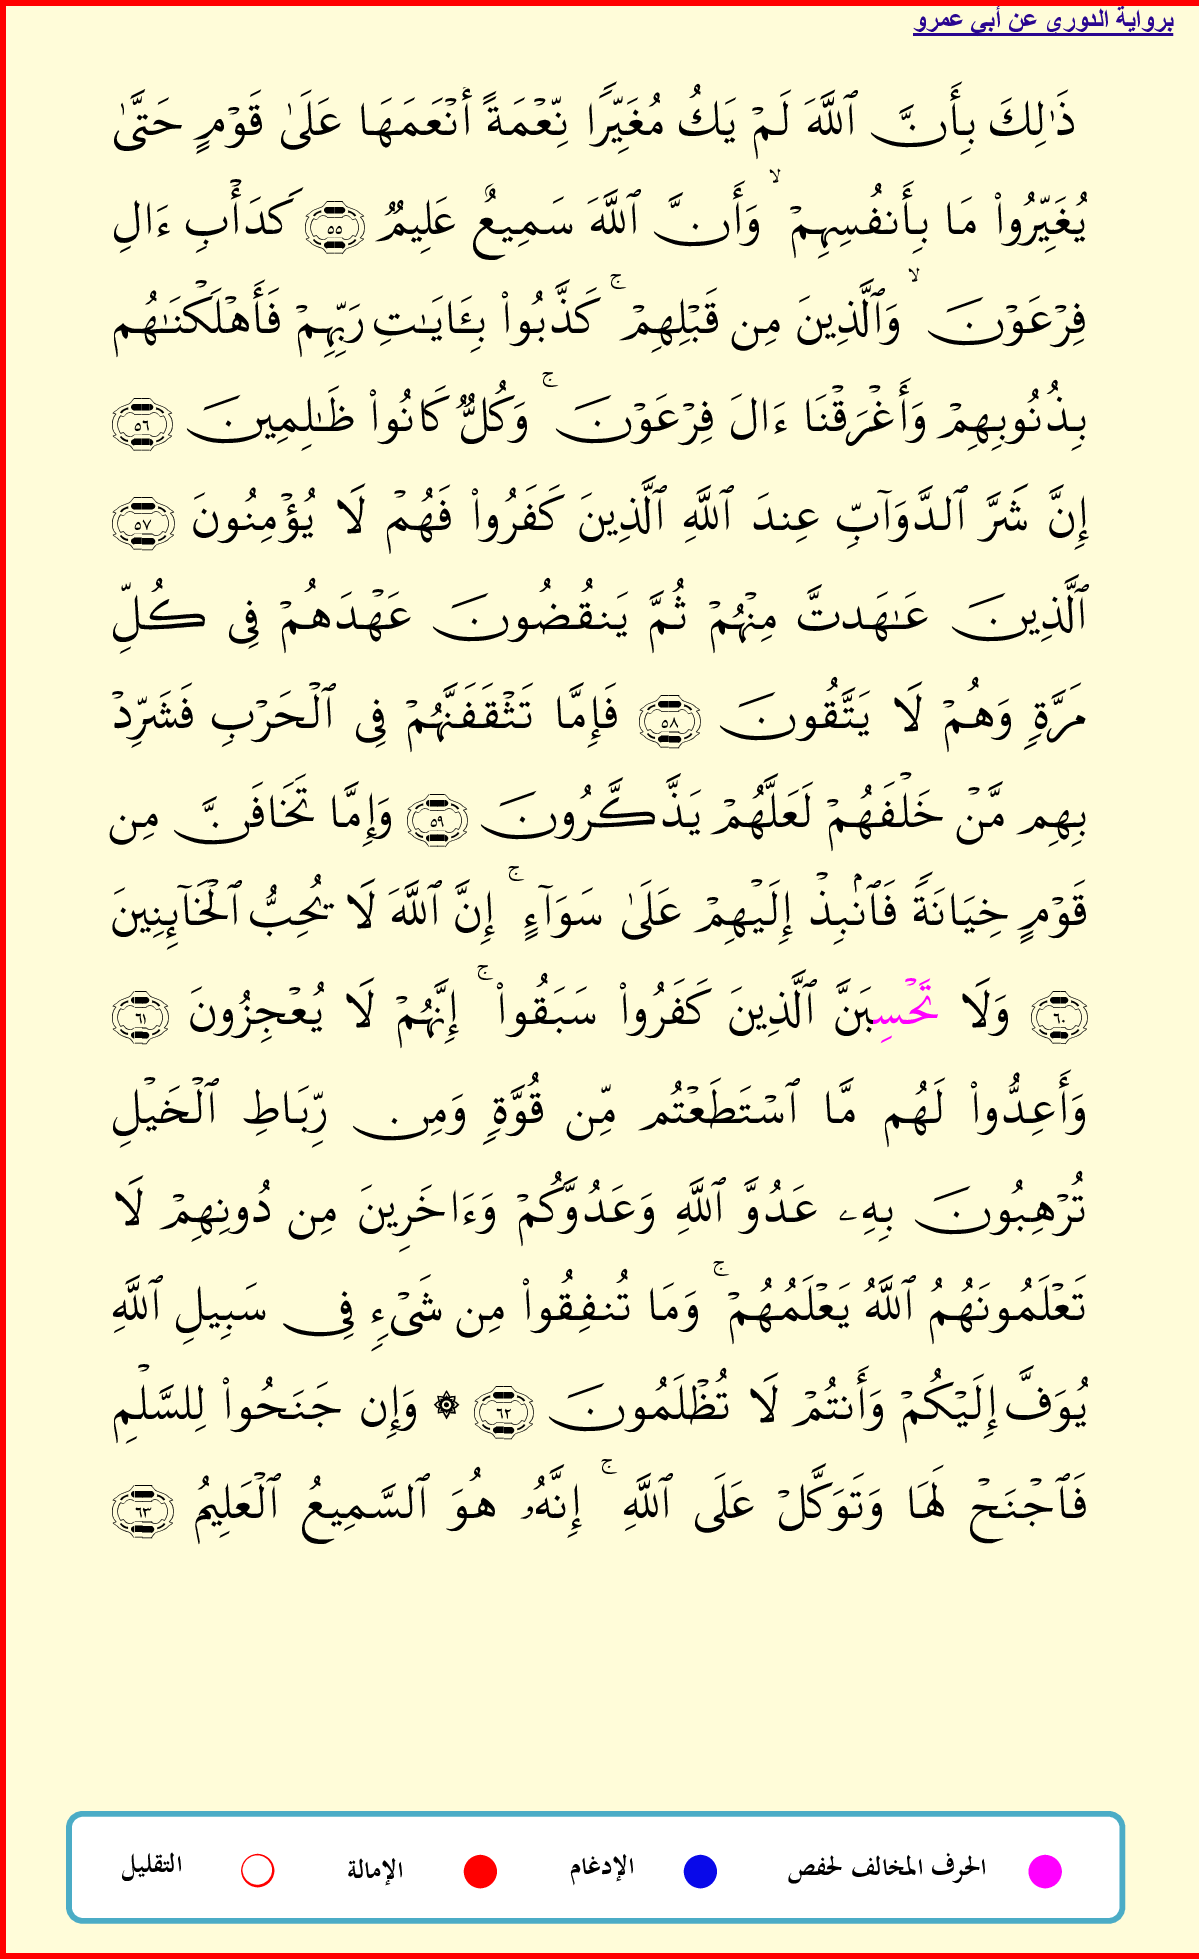 برواية الدوري عن أبي عمرو
ذَٰلِكَ بِأَنَّ ٱللَّهَ لَمۡ يَكُ مُغَيِّرًا نِّعۡمَةً أَنۡعَمَهَا عَلَىٰ قَوۡمٍ حَتَّىٰ
يُغَيِّرُواْ مَا بِأَنفُسِهِمۡ ۙ وَأَنَّ ٱللَّهَ سَمِيعٌ عَلِيمٞ ٥٥ كَدَأۡبِ ءَالِ
فِرۡعَوۡنَ ۙ وَٱلَّذِينَ مِن قَبۡلِهِمۡ ۚ كَذَّبُواْ بِـَٔايَٰتِ رَبِّهِمۡ فَأَهۡلَكۡنَٰهُم
بِذُنُوبِهِمۡ وَأَغۡرَقۡنَا ءَالَ فِرۡعَوۡنَ ۚ وَكُلّٞ كَانُواْ ظَٰلِمِينَ ٥٦
إِنَّ شَرَّ ٱلدَّوَآبِّ عِندَ ٱللَّهِ ٱلَّذِينَ كَفَرُواْ فَهُمۡ لَا يُؤۡمِنُونَ ٥٧
ٱلَّذِينَ عَٰهَدتَّ مِنۡهُمۡ ثُمَّ يَنقُضُونَ عَهۡدَهُمۡ فِي كُلِّ
مَرَّةٖ وَهُمۡ لَا يَتَّقُونَ ٥٨ فَإِمَّا تَثۡقَفَنَّهُمۡ فِي ٱلۡحَرۡبِ فَشَرِّدۡ
بِهِم مَّنۡ خَلۡفَهُمۡ لَعَلَّهُمۡ يَذَّكَّرُونَ ٥٩ وَإِمَّا تَخَافَنَّ مِن
قَوۡمٍ خِيَانَةٗ فَٱنۢبِذۡ إِلَيۡهِمۡ عَلَىٰ سَوَآءٍ ۚ إِنَّ ٱللَّهَ لَا يُحِبُّ ٱلۡخَآئِنِينَ
٦٠ وَلَا تَحۡسِبَنَّ ٱلَّذِينَ كَفَرُواْ سَبَقُواْ ۚ إِنَّهُمۡ لَا يُعۡجِزُونَ ٦١
وَأَعِدُّواْ لَهُم مَّا ٱسۡتَطَعۡتُم مِّن قُوَّةٖ وَمِن رِّبَاطِ ٱلۡخَيۡلِ
تُرۡهِبُونَ بِهِۦ عَدُوَّ ٱللَّهِ وَعَدُوَّكُمۡ وَءَاخَرِينَ مِن دُونِهِمۡ لَا
تَعۡلَمُونَهُمُ ٱللَّهُ يَعۡلَمُهُمۡ ۚ وَمَا تُنفِقُواْ مِن شَيۡءٖ فِي سَبِيلِ ٱللَّهِ
يُوَفَّ إِلَيۡكُمۡ وَأَنتُمۡ لَا تُظۡلَمُونَ ٦٢ ۞ وَإِن جَنَحُواْ لِلسَّلۡمِ
فَٱجۡنَحۡ لَهَا وَتَوَكَّلۡ عَلَى ٱللَّهِ ۚ إِنَّهُۥ هُوَ ٱلسَّمِيعُ ٱلۡعَلِيمُ ٦٣
الحرف المخالف لحفص الإدغام الإمالة التقليل